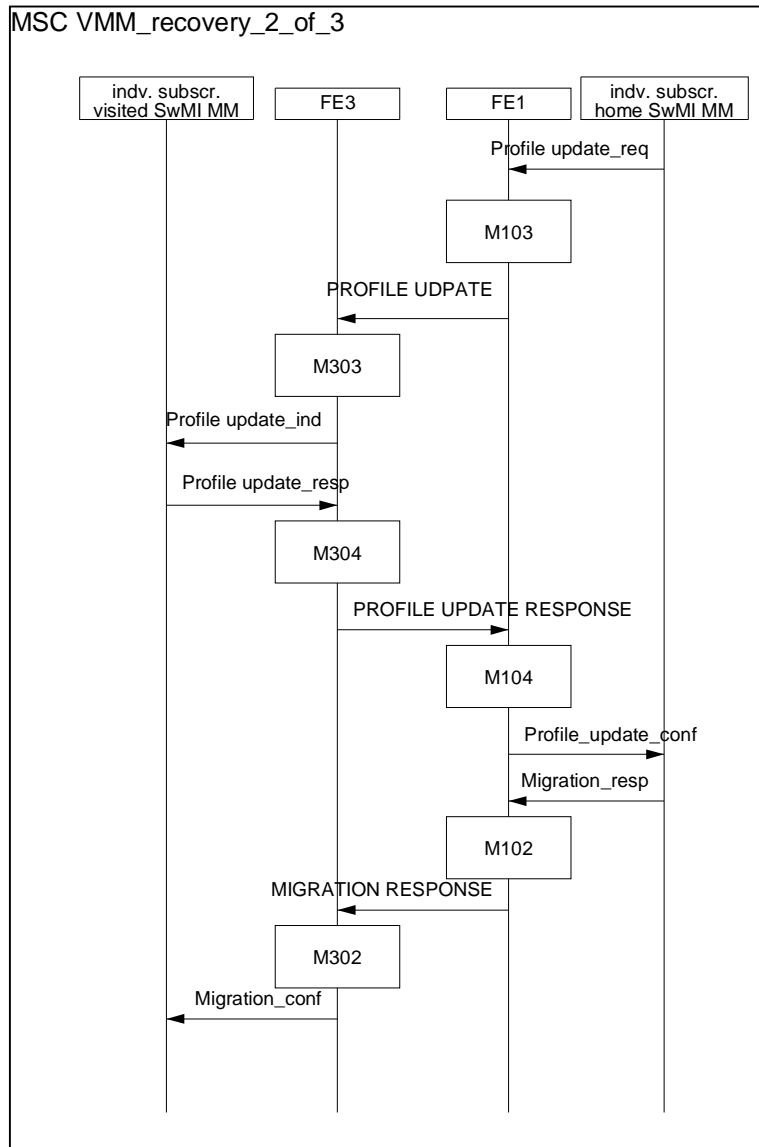 MSC VMM_recovery_2_of_3
indv. subscr.
visited SwMI MM
FE3
FE1
indv. subscr.
home SwMI MM
Profile update_req
M103
PROFILE UDPATE
M303
Profile update_ind
Profile update_resp
M304
PROFILE UPDATE RESPONSE
M104
Profile_update_conf
Migration_resp
M102
MIGRATION RESPONSE
M302
Migration_conf